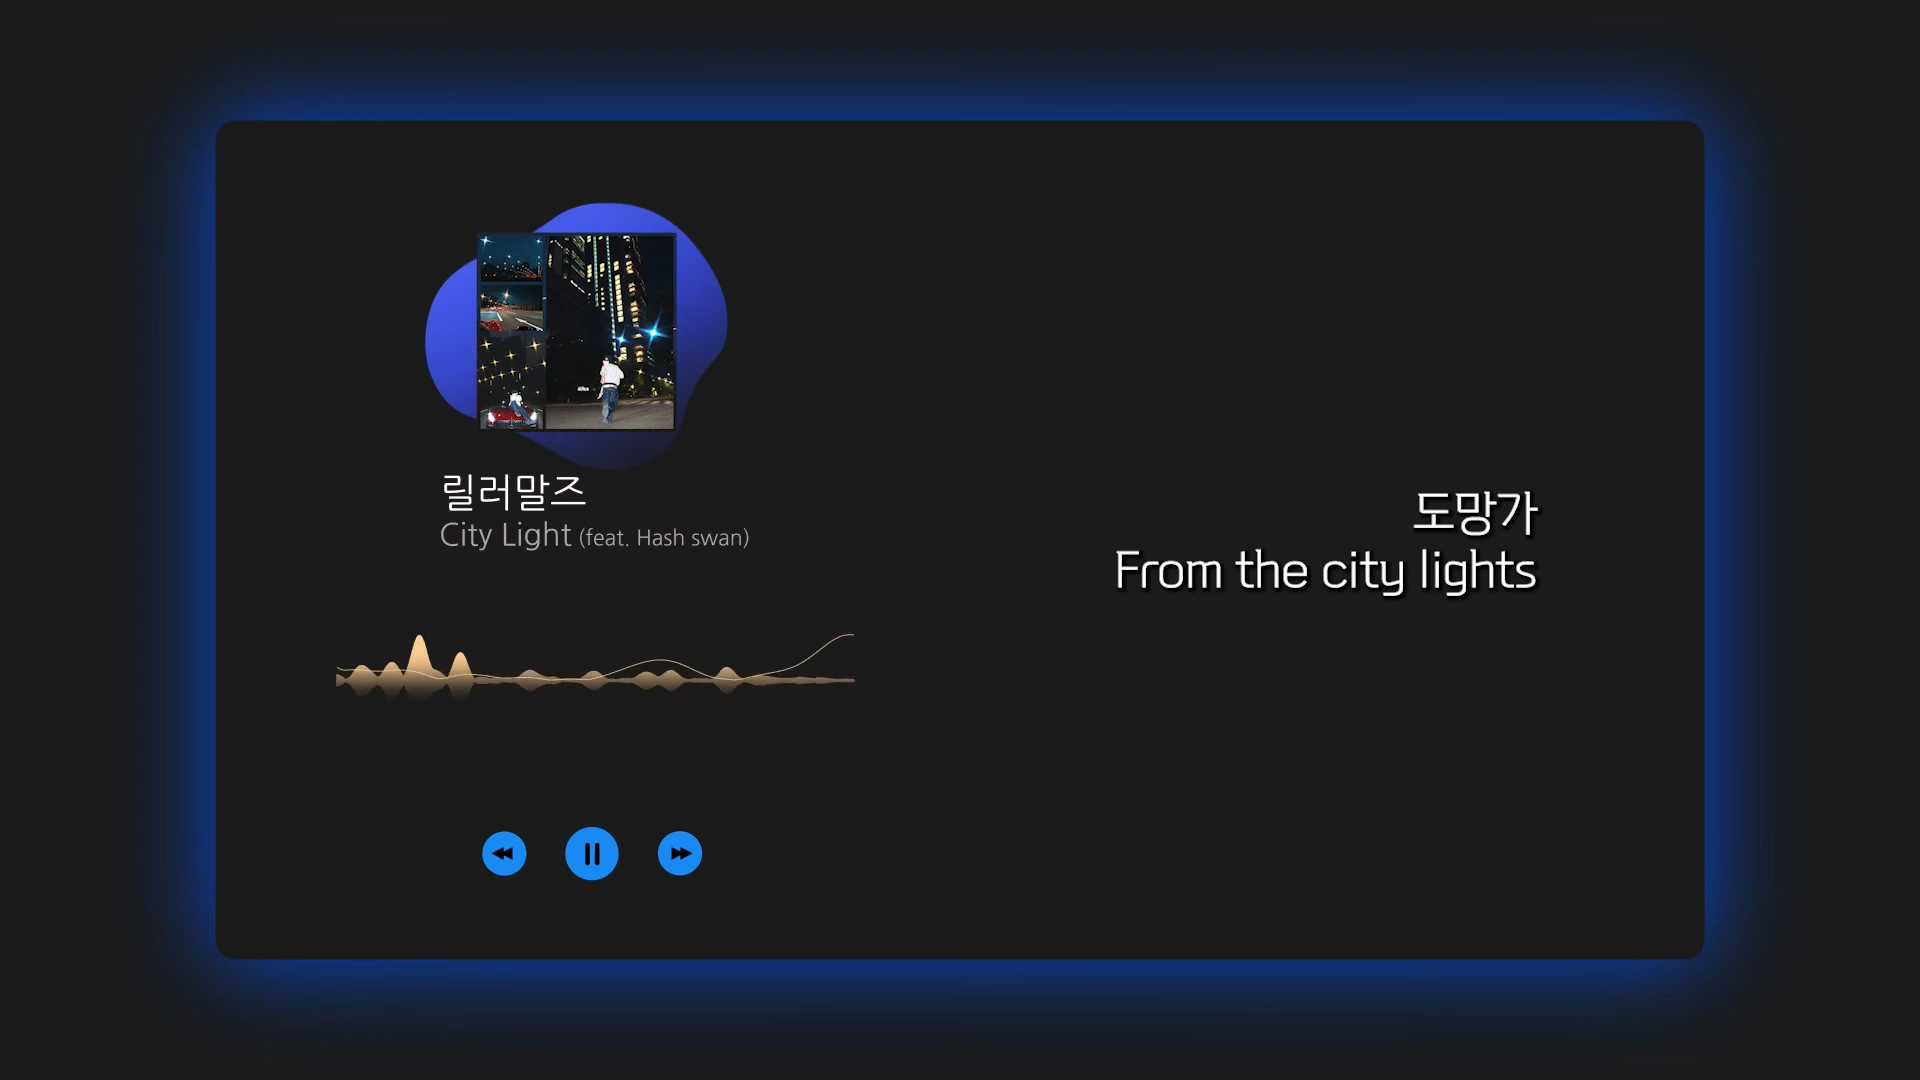 릴러말즈
City Light (feat. Hash swan)
도망가
From the city lights